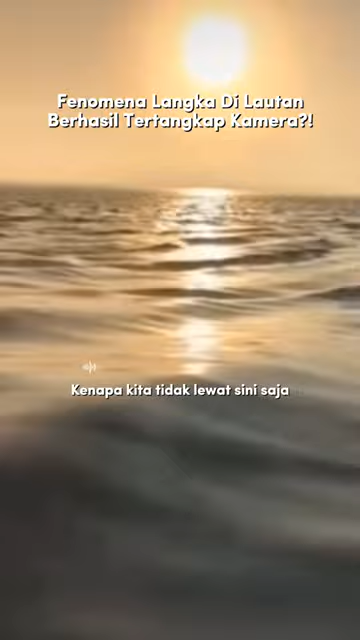 Fenomena Langka Di Lautan
Berhasil Tertangkap Kamera?!
Kenapa kita tidak lewat sini saja